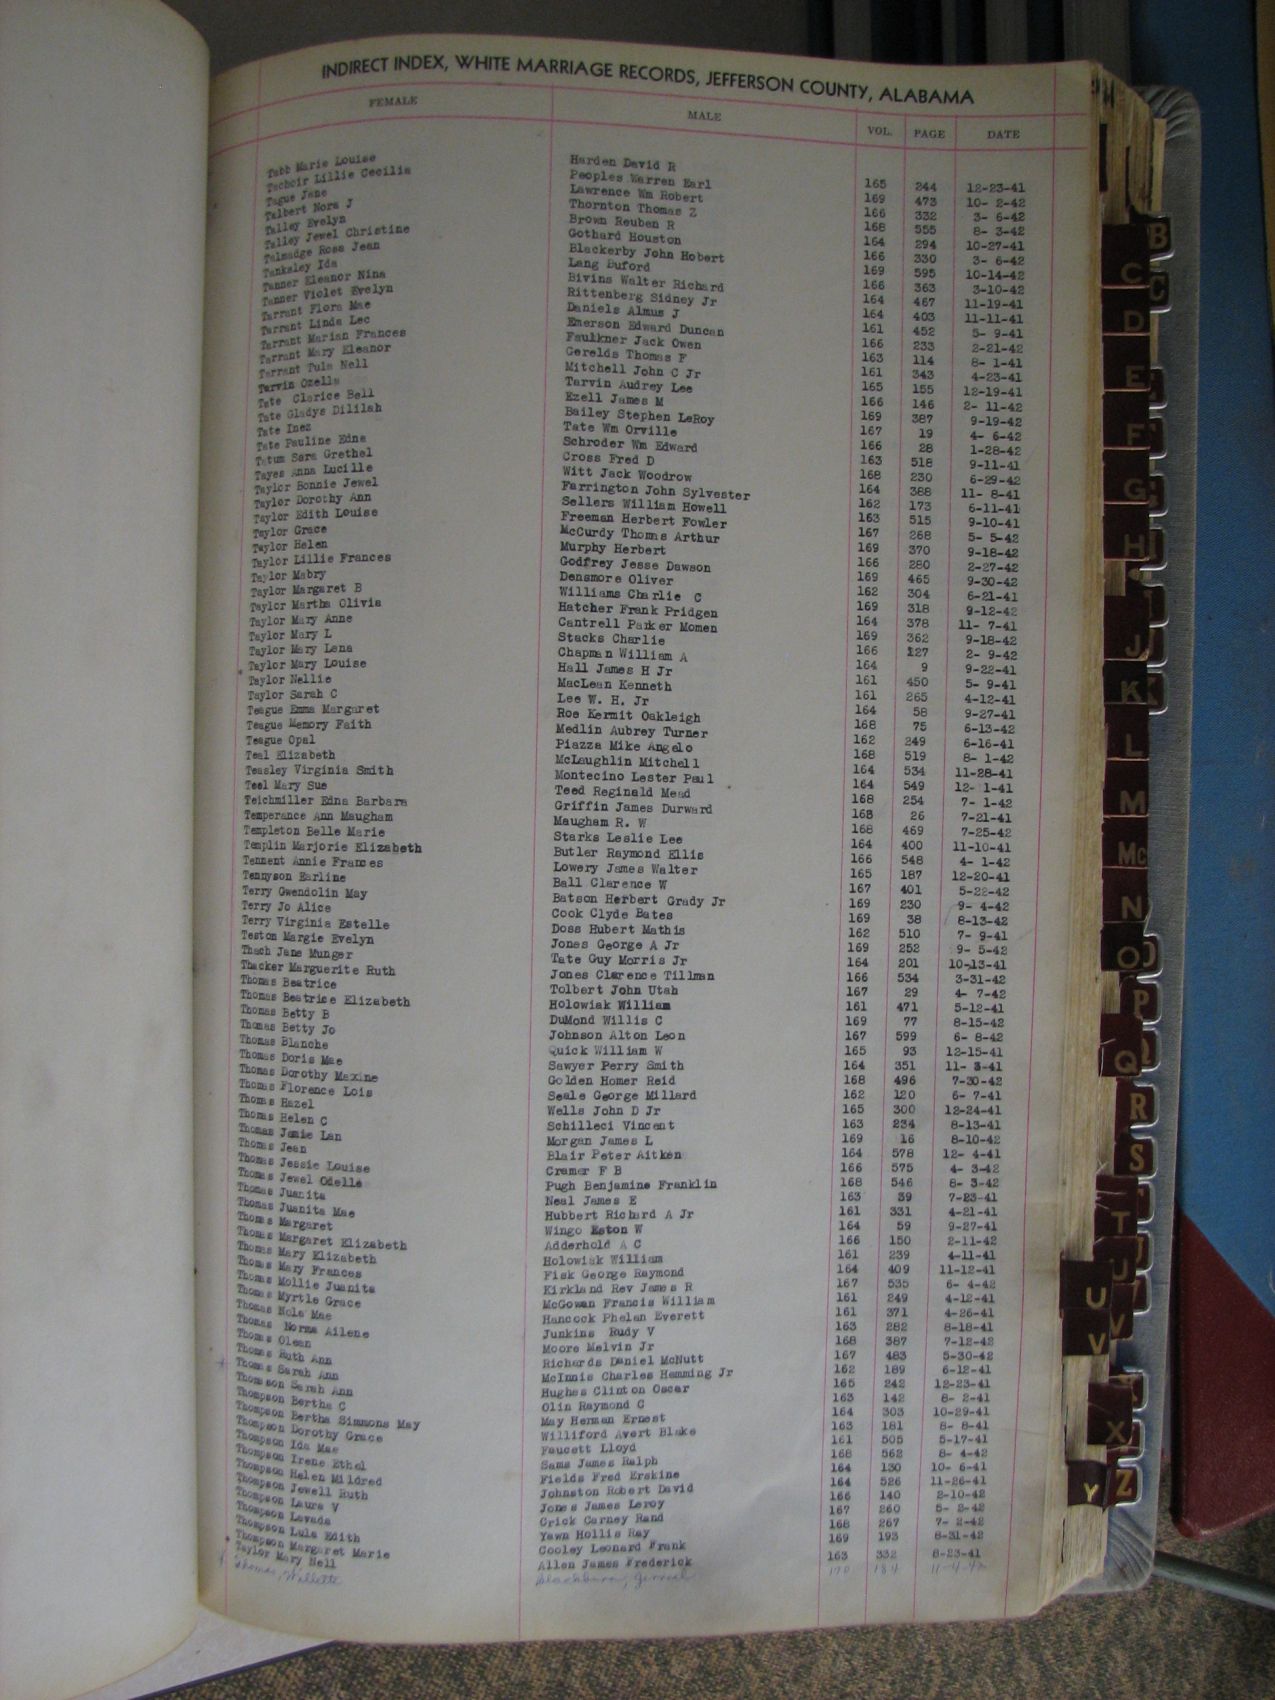 INDIRECT INDEX, WHITE MARRIAGE RECORDS, JEFFERSON COUNTY, ALABAMA
FEMALE MALE VOL. PAGE DATE
Tabb Marie Louise Harden David R 165 244 12-23-41
Tacheir Lillie Cecilia Peoples Warren Earl 169 473 10- 2-42
Tague Jane Lawrence Wm Robert 166 332 3- 6-42
Talbert Nora J Thornton Thomas Z 168 555 8- 3-42
Talley Evelyn Brown Reuben R 164 294 10-27-41
Talley Jewel Christine Gothard Houston 166 330 3- 6-42
Talmadge Rosa Jean Blackerby John Hobert 169 595 10-14-42
Tanksley Ida Lang Buford 166 363 3-10-42
Tanner Eleanor Nina Bivins Walter Richard 164 467 11-19-41
Tanner Violet Evelyn Rittenberg Sidney Jr 164 403 11-11-41
Tarrant Flora Mae Daniels Almus J 161 452 5- 9-41
Tarrant Linda Lee Emerson Edward Duncan 166 233 2-21-42
Tarrant Marian Frances Faulkner Jack Owen 163 114 8- 1-41
Tarrant Mary Eleanor Gerelds Thomas F 161 343 4-23-41
Tarrant Tula Nell Mitchell John C Jr 165 155 12-19-41
Tarvin Ozella Tarvin Audrey Lee 166 146 2- 11-42
Tate Clarice Bell Ezell James M 169 387 9-19-42
Tate Gladys Dililah Bailey Stephen LeRoy 167 19 4- 6-42
Tate Inez Tate Wm Orville 166 28 1-28-42
Tate Pauline Edna Schroder Wm Edward 163 518 9-11-41
Tatum Sara Grethel Cross Fred D 168 230 6-29-42
Tayes Anna Lucille Witt Jack Woodrow 164 388 11- 8-41
Taylor Bonnie Jewel Farrington John Sylvester 162 173 6-11-41
Taylor Dorothy Ann Sellers William Howell 163 515 9-10-41
Taylor Edith Louise Freeman Herbert Fowler 167 268 5- 5-42
Taylor Grace McCurdy Thomas Arthur 169 370 9-18-42
Taylor Helen Murphy Herbert 166 280 2-27-42
Taylor Lillie Frances Godfrey Jesse Dawson 169 465 9-30-42
Taylor Mabry Densmore Oliver 162 304 6-21-41
Taylor Margaret B Williams Charlie C 169 318 9-12-42
Taylor Martha Olivia Hatcher Frank Pridgen 164 378 11- 7-41
Taylor Mary Anne Cantrell Parker Momen 169 362 9-18-42
Taylor Mary L Stacks Charlie 166 127 2- 9-42
Taylor Mary Lena Chapman William A 164 9 9-22-41
Taylor Mary Louise Hall James H Jr 161 450 5- 9-41
Taylor Nellie MacLean Kenneth 161 265 4-12-41
Taylor Sarah C Lee W. H. Jr 164 58 9-27-41
Teague Emma Margaret Roe Kermit Oakleigh 168 75 6-13-42
Teague Memory Faith Medlin Aubrey Turner 162 249 6-16-41
Teague Opal Piazza Mike Angelo 168 519 8- 1-42
Teal Elizabeth McLaughlin Mitchell 164 534 11-28-41
Teasley Virginia Smith Montecino Lester Paul 164 549 12- 1-41
Teel Mary Sue Teed Reginald Mead 168 254 7- 1-42
Teichmiller Edna Barbara Griffin James Durward 163 26 7-21-41
Temperance Ann Maugham Maugham R. W 168 469 7-25-42
Templeton Belle Marie Starks Leslie Lee 164 400 11-10-41
Templin Marjorie Elizabeth Butler Raymond Ellis 166 548 4- 1-42
Tennent Annie Frances Lowery James Walter 165 187 12-20-41
Tennyson Earline Ball Clarence W 167 401 5-22-42
Terry Gwendolin May Batson Herbert Grady Jr 169 230 9- 4-42
Terry Jo Alice Cook Clyde Bates 169 38 8-13-42
Terry Virginia Estelle Doss Hubert Mathis 162 510 7- 9-41
Teston Margie Evelyn Jones George A Jr 169 252 9- 5-42
Thach Jane Munger Tate Guy Morris Jr 164 201 10-13-41
Thacker Marguerite Ruth Jones Clarence Tillman 166 534 3-31-42
Thomas Beatrice Tolbert John Utah 167 29 4- 7-42
Thomas Beatrice Elizabeth Holowiak William 161 471 5-12-41
Thomas Betty B DuMond Willis C 169 77 8-15-42
Thomas Betty Jo Johnson Alton Leon 167 599 6- 8-42
Thomas Blanche Quick William W 165 93 12-15-41
Thomas Doris Mae Sawyer Perry Smith 164 351 11- 3-41
Thomas Dorothy Maxine Golden Homer Reid 168 496 7-30-42
Thomas Florence Lois Seale George Millard 162 120 6- 7-41
Thomas Hazel Wells John D Jr 165 300 12-24-41
Thomas Helen C Schilleci Vincent 163 234 8-13-41
Thomas Jamie Lan Morgan James L 169 16 8-10-42
Thomas Jean Blair Peter Aitken 164 578 12- 4-41
Thomas Jessie Louise Cramer F B 166 575 4- 3-42
Thomas Jewel Odelle Pugh Benjamine Franklin 168 546 8- 3-42
Thomas Juanita Neal James E 163 39 7-23-41
Thomas Juanita Mae Hubbert Richard A Jr 161 331 4-21-41
Thomas Margaret Wingo Eston W 164 59 9-27-41
Thomas Margaret Elizabeth Adderhold A C 166 150 2-11-42
Thomas Mary Elizabeth Holowiak William 161 239 4-11-41
Thomas Mary Frances Fisk George Raymond 164 409 11-12-41
Thomas Mollie Juanita Kirkland Rev James R 167 535 6- 4-42
Thomas Myrtle Grace McGowan Francis William 161 249 4-12-41
Thomas Nola Mae Hancock Phelan Everett 161 371 4-26-41
Thomas Norma Ailene Junkins Rudy V 163 282 8-18-41
Thomas Olean Moore Melvin Jr 168 387 7-12-42
Thomas Ruth Ann Richards Daniel McNutt 167 483 5-30-42
Thomas Sarah Ann McInnis Charles Hemming Jr 162 189 6-12-41
Thomason Sarah Ann Hughes Clinton Oscar 165 242 12-23-41
Thompson Bertha C Olin Raymond C 163 142 8- 2-41
Thompson Bertha Simmons May May Herman Ernest 164 303 10-29-41
Thompson Dorothy Grace Williford Avert Blake 163 181 8- 8-41
Thompson Ida Mae Faucett Lloyd 161 505 5-17-41
Thompson Irene Ethel Sams James Ralph 168 562 8- 4-42
Thompson Helen Mildred Fields Fred Erskine 164 130 10- 6-41
Thompson Jewell Ruth Johnston Robert David 164 526 11-26-41
Thompson Laura V Jones James Leroy 166 140 2-10-42
Thompson Lavada Crick Carney Rand 167 260 5- 2-42
Thompson Lula Edith Yawn Hollis Ray 168 267 7- 2-42
Thompson Margaret Marie Cooley Leonard Frank 169 193 8-31-42
Taylor Mary Nell Allen James Frederick 163 332 8-23-41
Thomas, Willette Blackburn, 170 184 11-4-42
B
C
D
E
F
G
H
J
K
L
M
Mc
N
O
P
Q
R
S
T
U
V
X
Y
Z